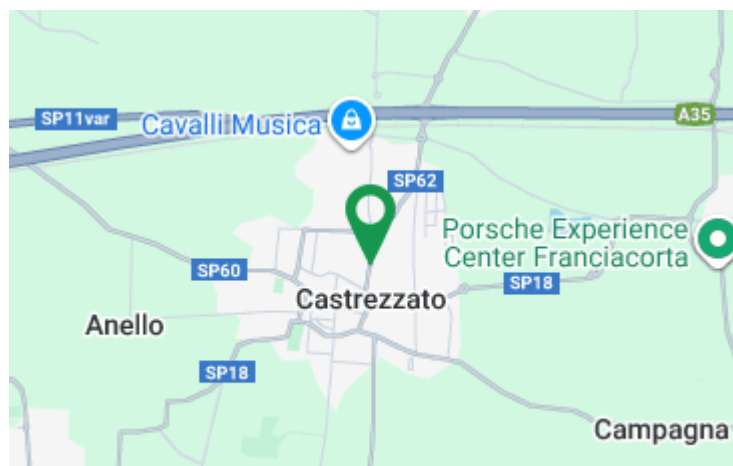 SP11var
Cavalli Musica
A35
SP62
Porsche Experience
Center Franciacorta
SP60
SP18
Castrezzato
Anello
SP18
Campagna